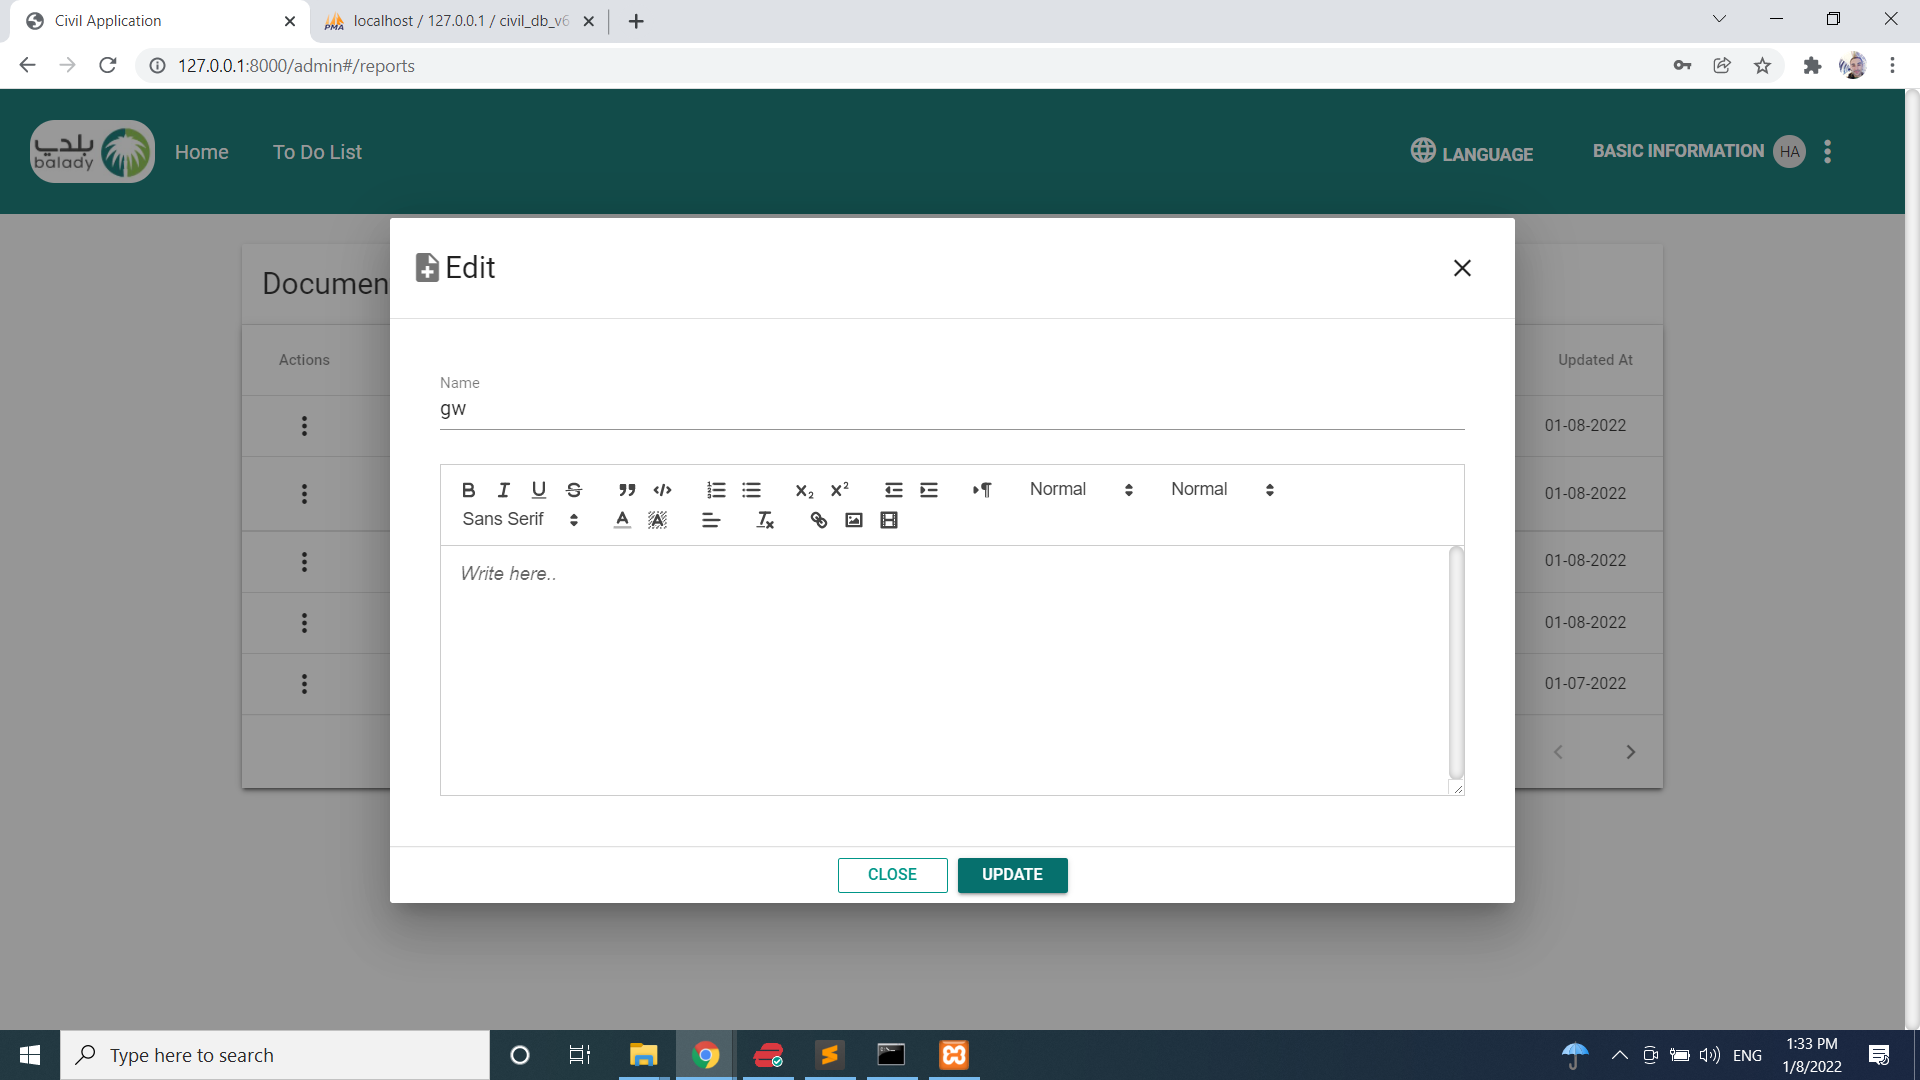 Civil Application
localhost / 127.0.0.1 / civil_db_v6
127.0.0.1:8000/admin#/reports
بلدي
balady
Home
To Do List
LANGUAGE
BASIC INFORMATION
HA
Documen
Edit
Actions
Updated At
Name
gw
01-08-2022
Normal
Normal
01-08-2022
Sans Serif
01-08-2022
Write here..
01-08-2022
01-07-2022
CLOSE
UPDATE
Type here to search
ENG
1:33 PM
1/8/2022